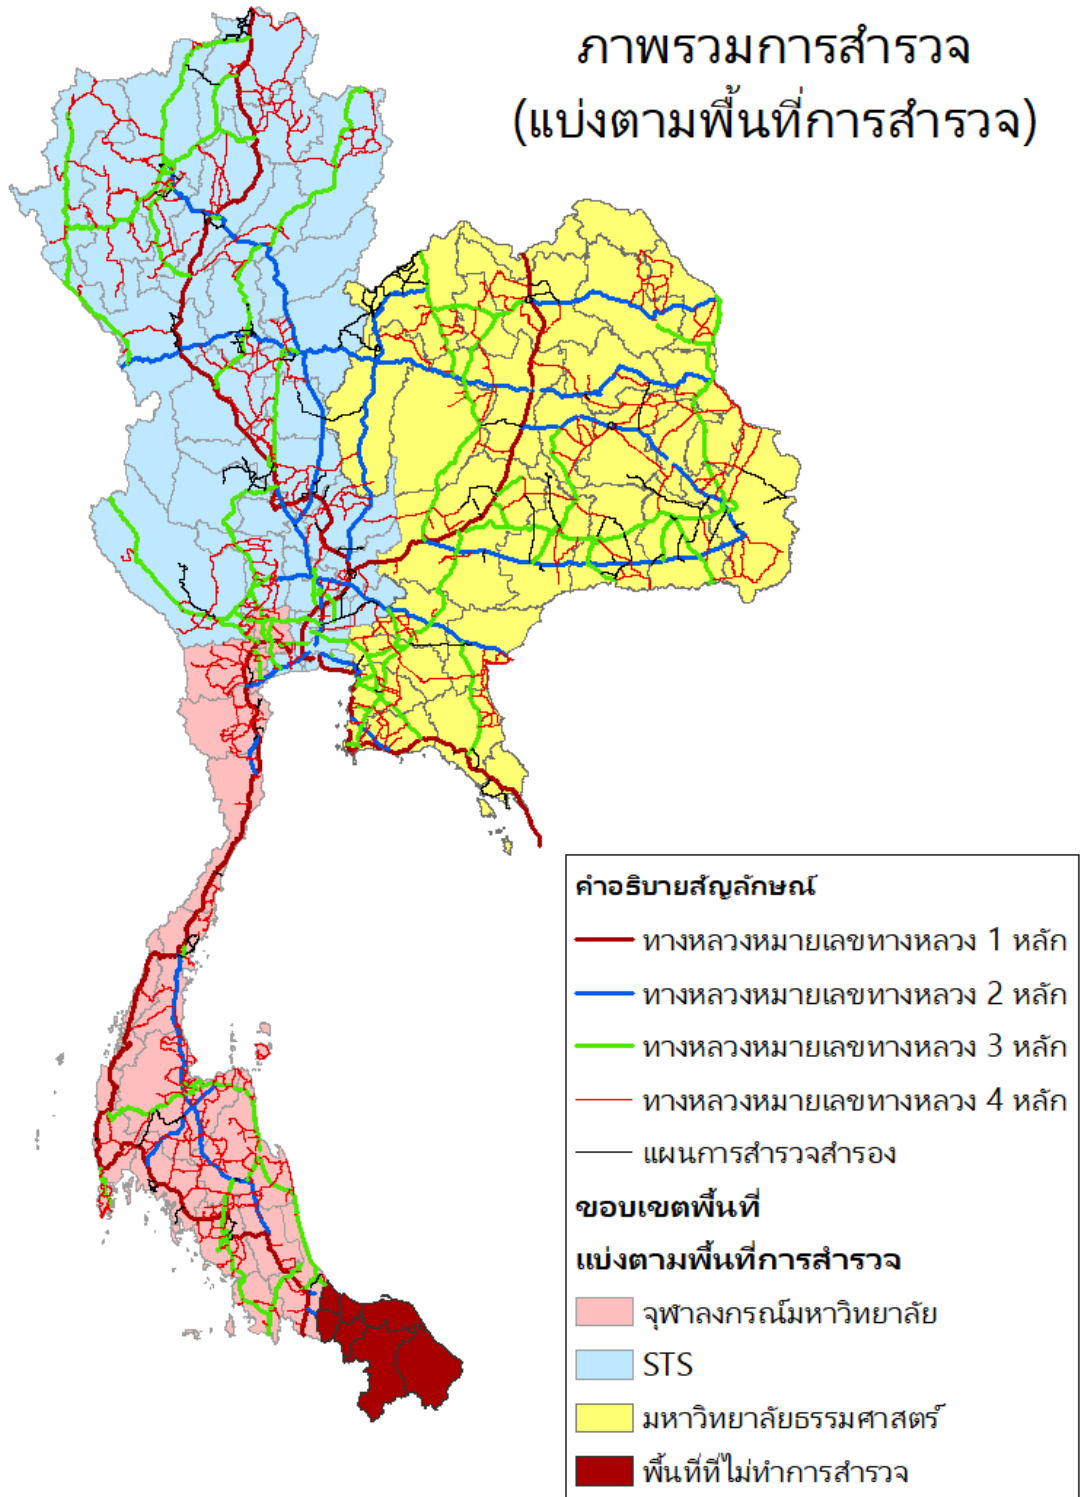 ภาพรวมการสำรวจ
(แบ่งตามพื้นที่การสำรวจ)
คำอธิบายสัญลักษณ์
ทางหลวงหมายเลขทางหลวง 1 หลัก
ทางหลวงหมายเลขทางหลวง 2 หลัก
ทางหลวงหมายเลขทางหลวง 3 หลัก
ทางหลวงหมายเลขทางหลวง 4 หลัก
แผนการสำรวจสำรอง
ขอบเขตพื้นที่
แบ่งตามพื้นที่การสำรวจ
จุฬาลงกรณ์มหาวิทยาลัย
STS
มหาวิทยาลัยธรรมศาสตร์
พื้นที่ที่ไม่ทำการสำรวจ